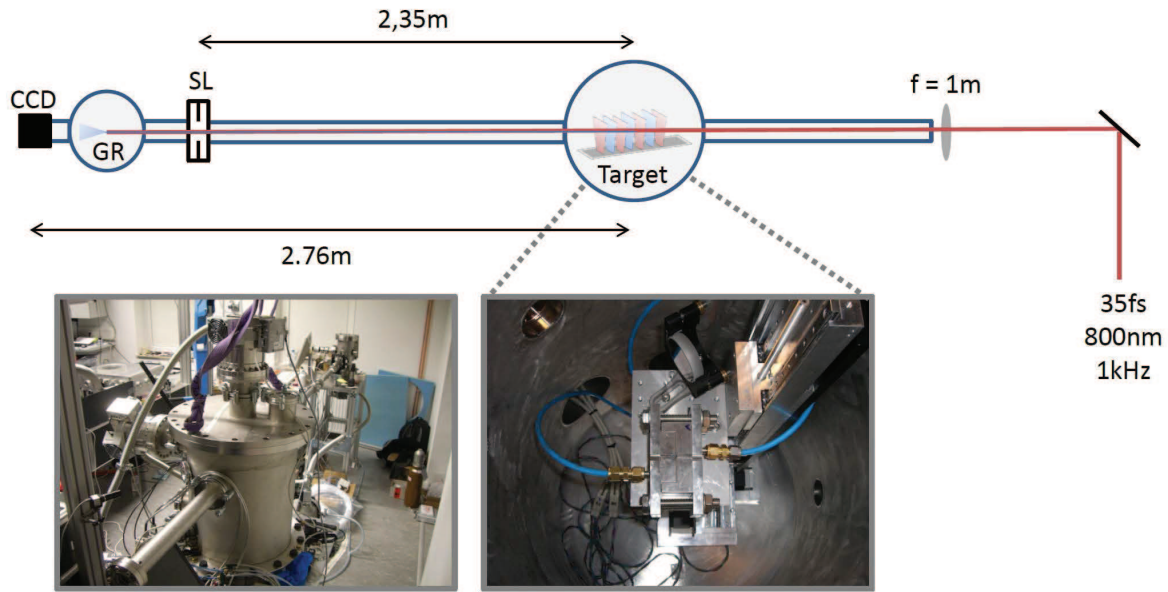 2,35m
SL
CCD
f = 1m
GR
Target
2.76m
35fs
800nm
1kHz